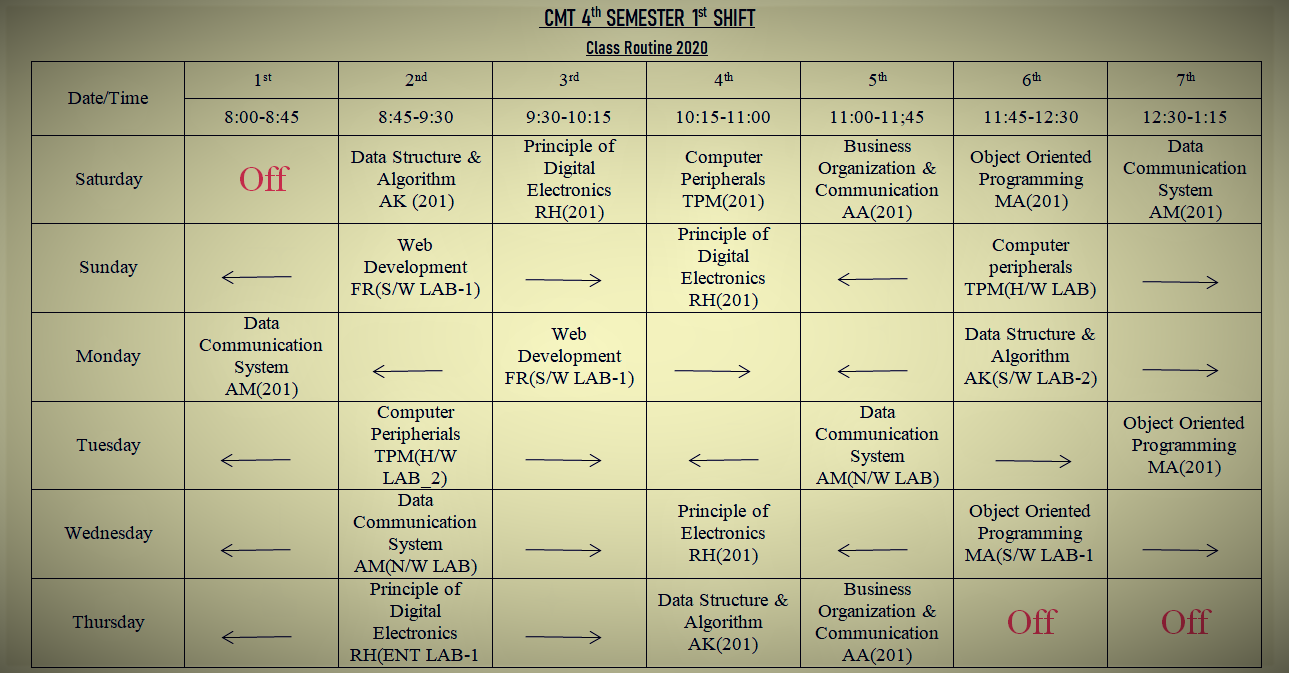 CMT 4th SEMESTER 1st SHIFT
Class Routine 2020
Date/Time
1st
2nd
3rd
4th
5th
6th
7th
8:00-8:45
8:45-9:30
9:30-10:15
10:15-11:00
11:00-11;45
11:45-12:30
12:30-1:15
Saturday
Off
Data Structure &
Algorithm
AK (201)
Principle of
Digital
Electronics
RH(201)
Computer
Peripherals
TPM(201)
Business
Organization &
Communication
AA(201)
Object Oriented
Programming
MA(201)
Data
Communication
System
AM(201)
Sunday
Web
Development
FR(S/W LAB-1)
Principle of
Digital
Electronics
RH(201)
Computer
peripherals
TPM(H/W LAB)
Monday
Data
Communication
System
AM(201)
Web
Development
FR(S/W LAB-1)
Data Structure &
Algorithm
AK(S/W LAB-2)
Tuesday
Computer
Peripherials
TPM(H/W
LAB_2)
Data
Communication
System
AM(N/W LAB)
Object Oriented
Programming
MA(201)
Wednesday
Data
Communication
System
AM(N/W LAB)
Principle of
Electronics
RH(201)
Object Oriented
Programming
MA(S/W LAB-1
Thursday
Principle of
Digital
Electronics
RH(ENT LAB-1
Data Structure &
Algorithm
AK(201)
Business
Organization &
Communication
AA(201)
Off
Off